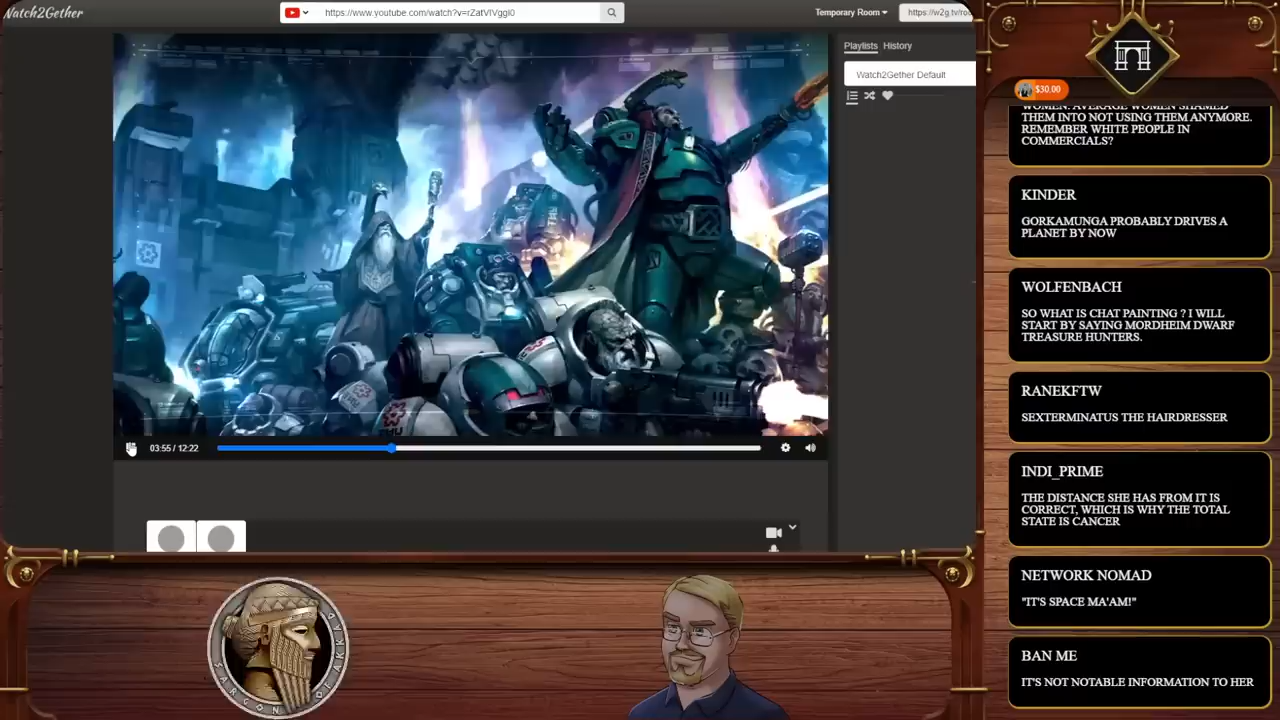 Watch2Gether
https://www.youtube.com/watch?v=rZatVIVggI0
Temporary Room
https://w2g.tv/roo
Playlists History
Watch2Gether Default
03:55 / 12:22
$30.00
WOMEN. AVERAGE WOMEN SHAMED
THEM INTO NOT USING THEM ANYMORE.
REMEMBER WHITE PEOPLE IN
COMMERCIALS?
KINDER
GORKAMUNGA PROBABLY DRIVES A
PLANET BY NOW
WOLFENBACH
SO WHAT IS CHAT PAINTING ? I WILL
START BY SAYING MORDHEIM DWARF
TREASURE HUNTERS.
RANEKFTW
SEXTERMINATUS THE HAIRDRESSER
INDI_PRIME
THE DISTANCE SHE HAS FROM IT IS
CORRECT, WHICH IS WHY THE TOTAL
STATE IS CANCER
NETWORK NOMAD
"IT'S SPACE MA'AM!"
BAN ME
IT'S NOT NOTABLE INFORMATION TO HER
SARGON OF AKKAD